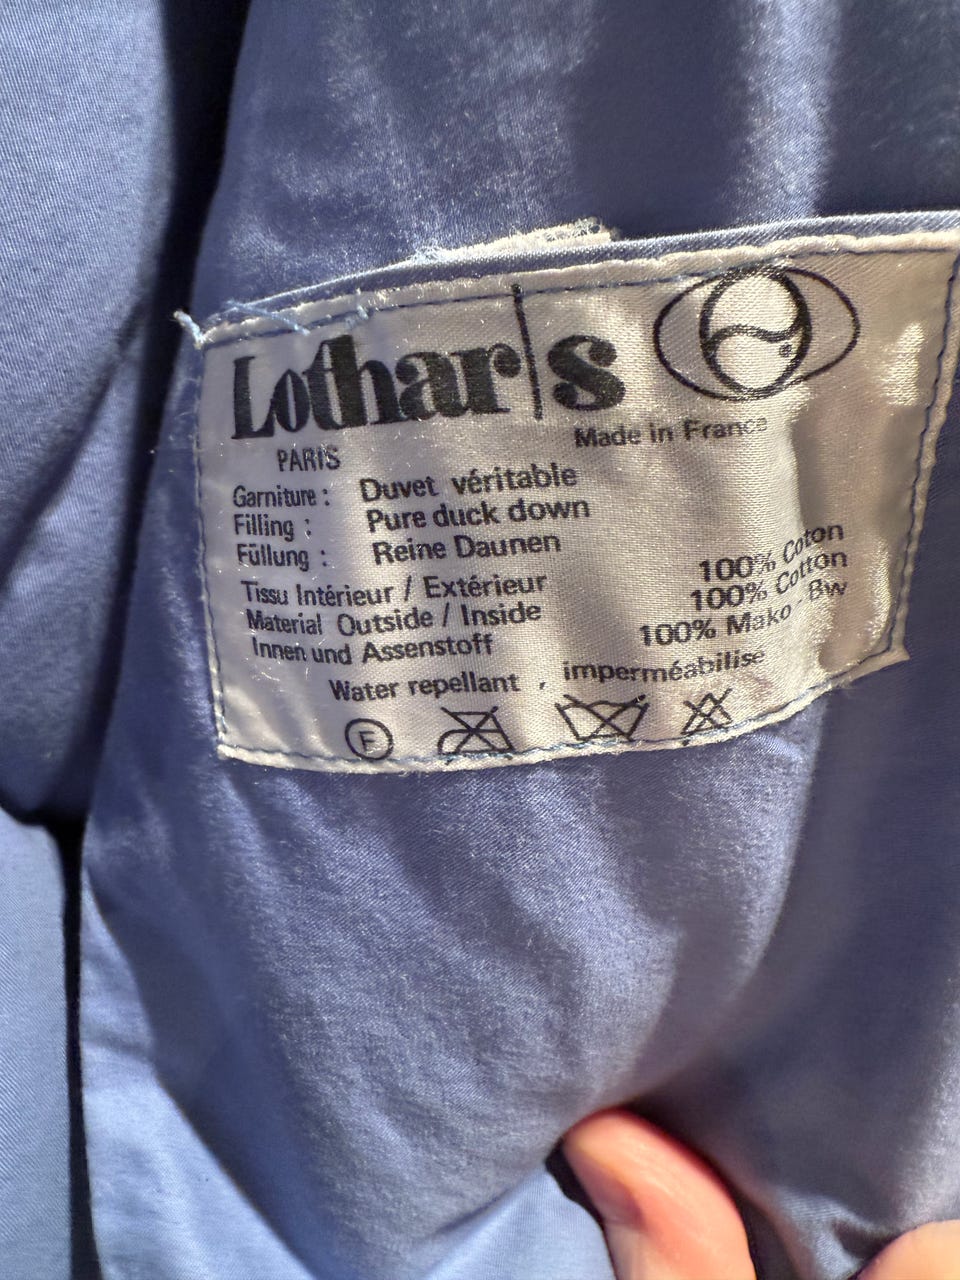 Lothar|s
PARIS
Made in France
Garniture : Duvet véritable
Filling : Pure duck down
Füllung : Reine Daunen
Tissu Intérieur / Extérieur 100% Coton
Material Outside / Inside 100% Cotton
Innen und Assenstoff 100% Mako - Bw
Water repellant , imperméabilisé
F